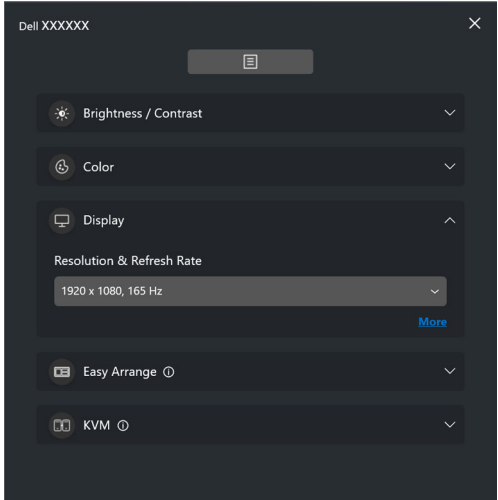 Dell XXXXXX
Brightness / Contrast
Color
Display
Resolution & Refresh Rate
1920 x 1080, 165 Hz
More
Easy Arrange
KVM